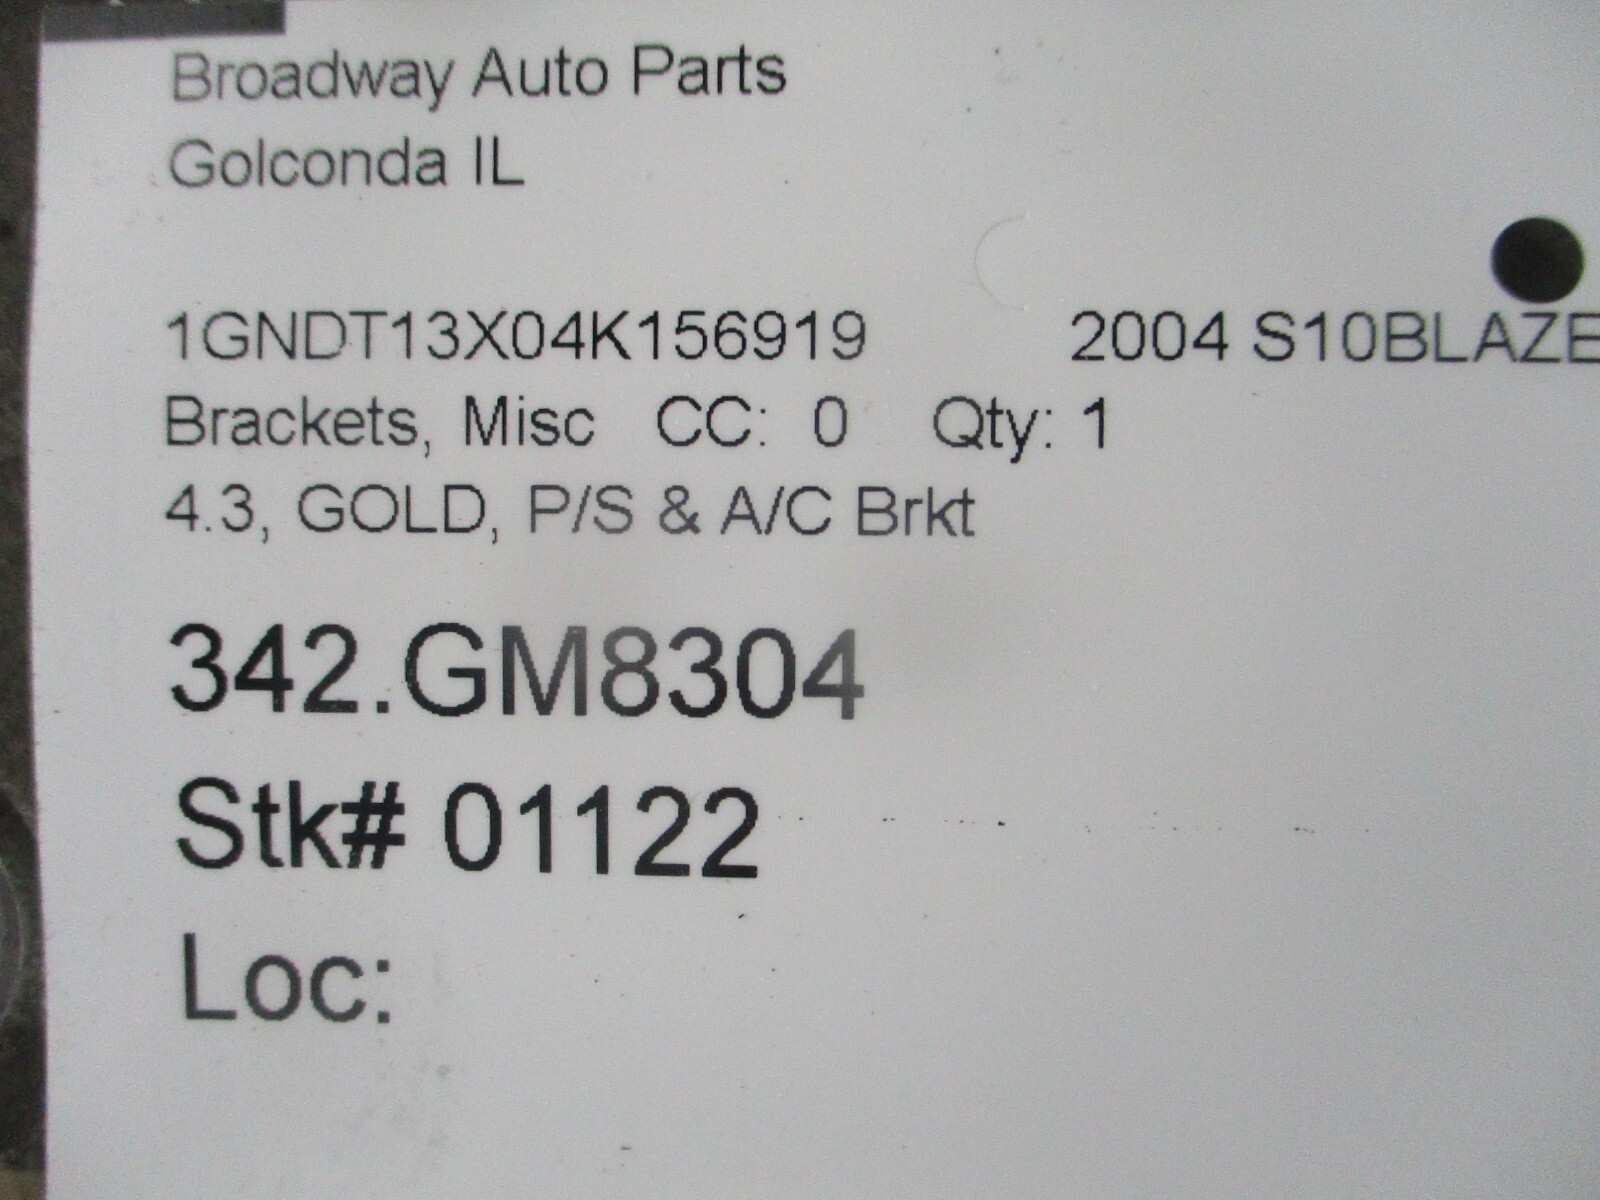 Broadway Auto Parts
Golconda IL
1GNDT13X04K156919 2004 S10BLAZE
Brackets, Misc CC: 0 Qty: 1
4.3, GOLD, P/S & A/C Brkt
342.GM8304
Stk# 01122
Loc: